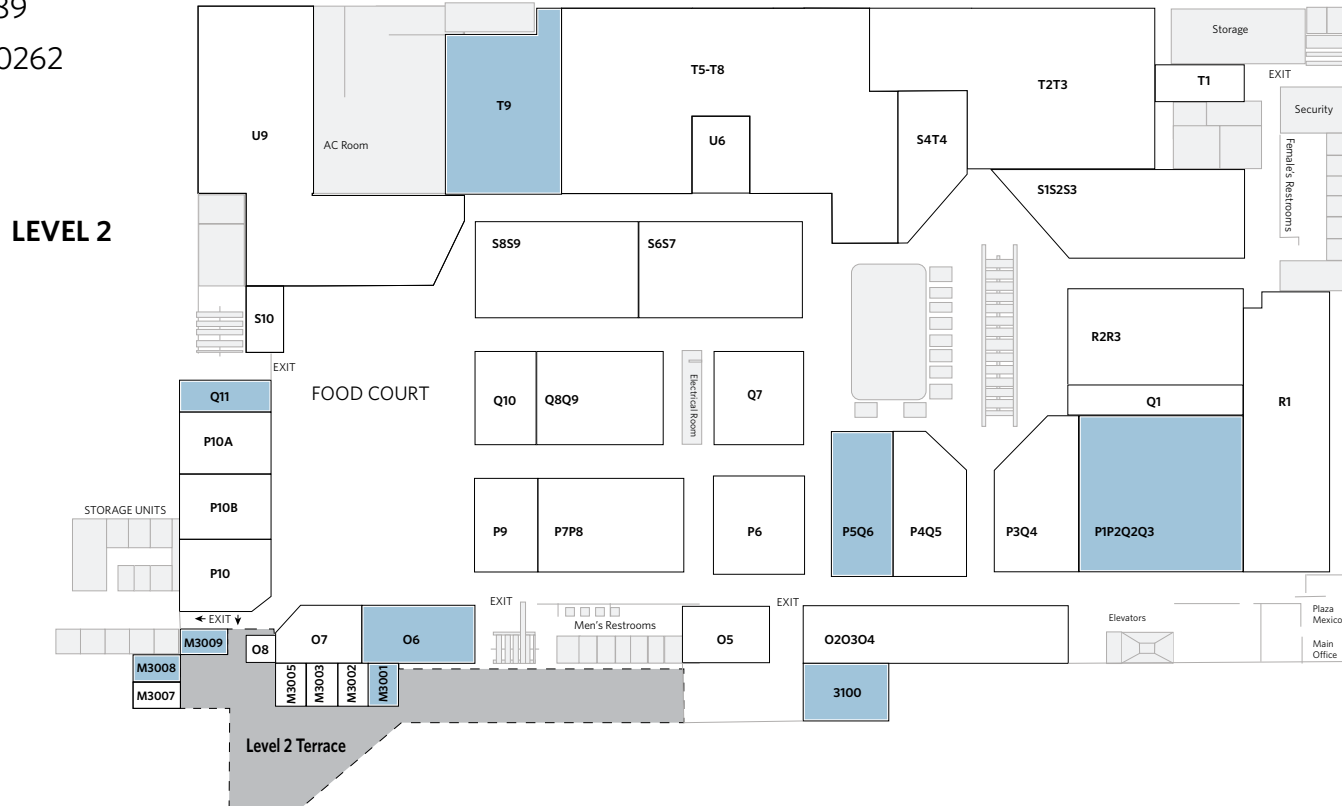 39
0262
LEVEL 2
Storage
T5-T8
T2T3
T1
EXIT
T9
Security
U9
AC Room
U6
S4T4
Female's Restrooms
S1S2S3
S8S9
S6S7
S10
R2R3
EXIT
FOOD COURT
Q11
Q10
Q8Q9
Electrical Room
Q7
Q1
R1
P10A
STORAGE UNITS
P10B
P9
P7P8
P6
P5Q6
P4Q5
P3Q4
P1P2Q2Q3
P10
EXIT
EXIT
EXIT
Men's Restrooms
Elevators
Plaza
Mexico
Main
Office
M3009
O8
O7
O6
O5
O2O3O4
M3008
M3007
M3005
M3003
M3002
M3001
3100
Level 2 Terrace